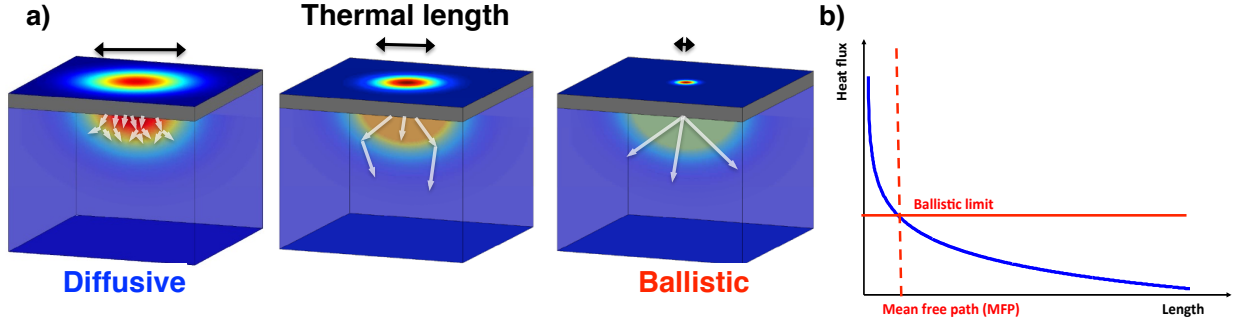 a)
Thermal length
Diffusive
Ballistic
b)
Heat flux
Ballistic limit
Mean free path (MFP)
Length